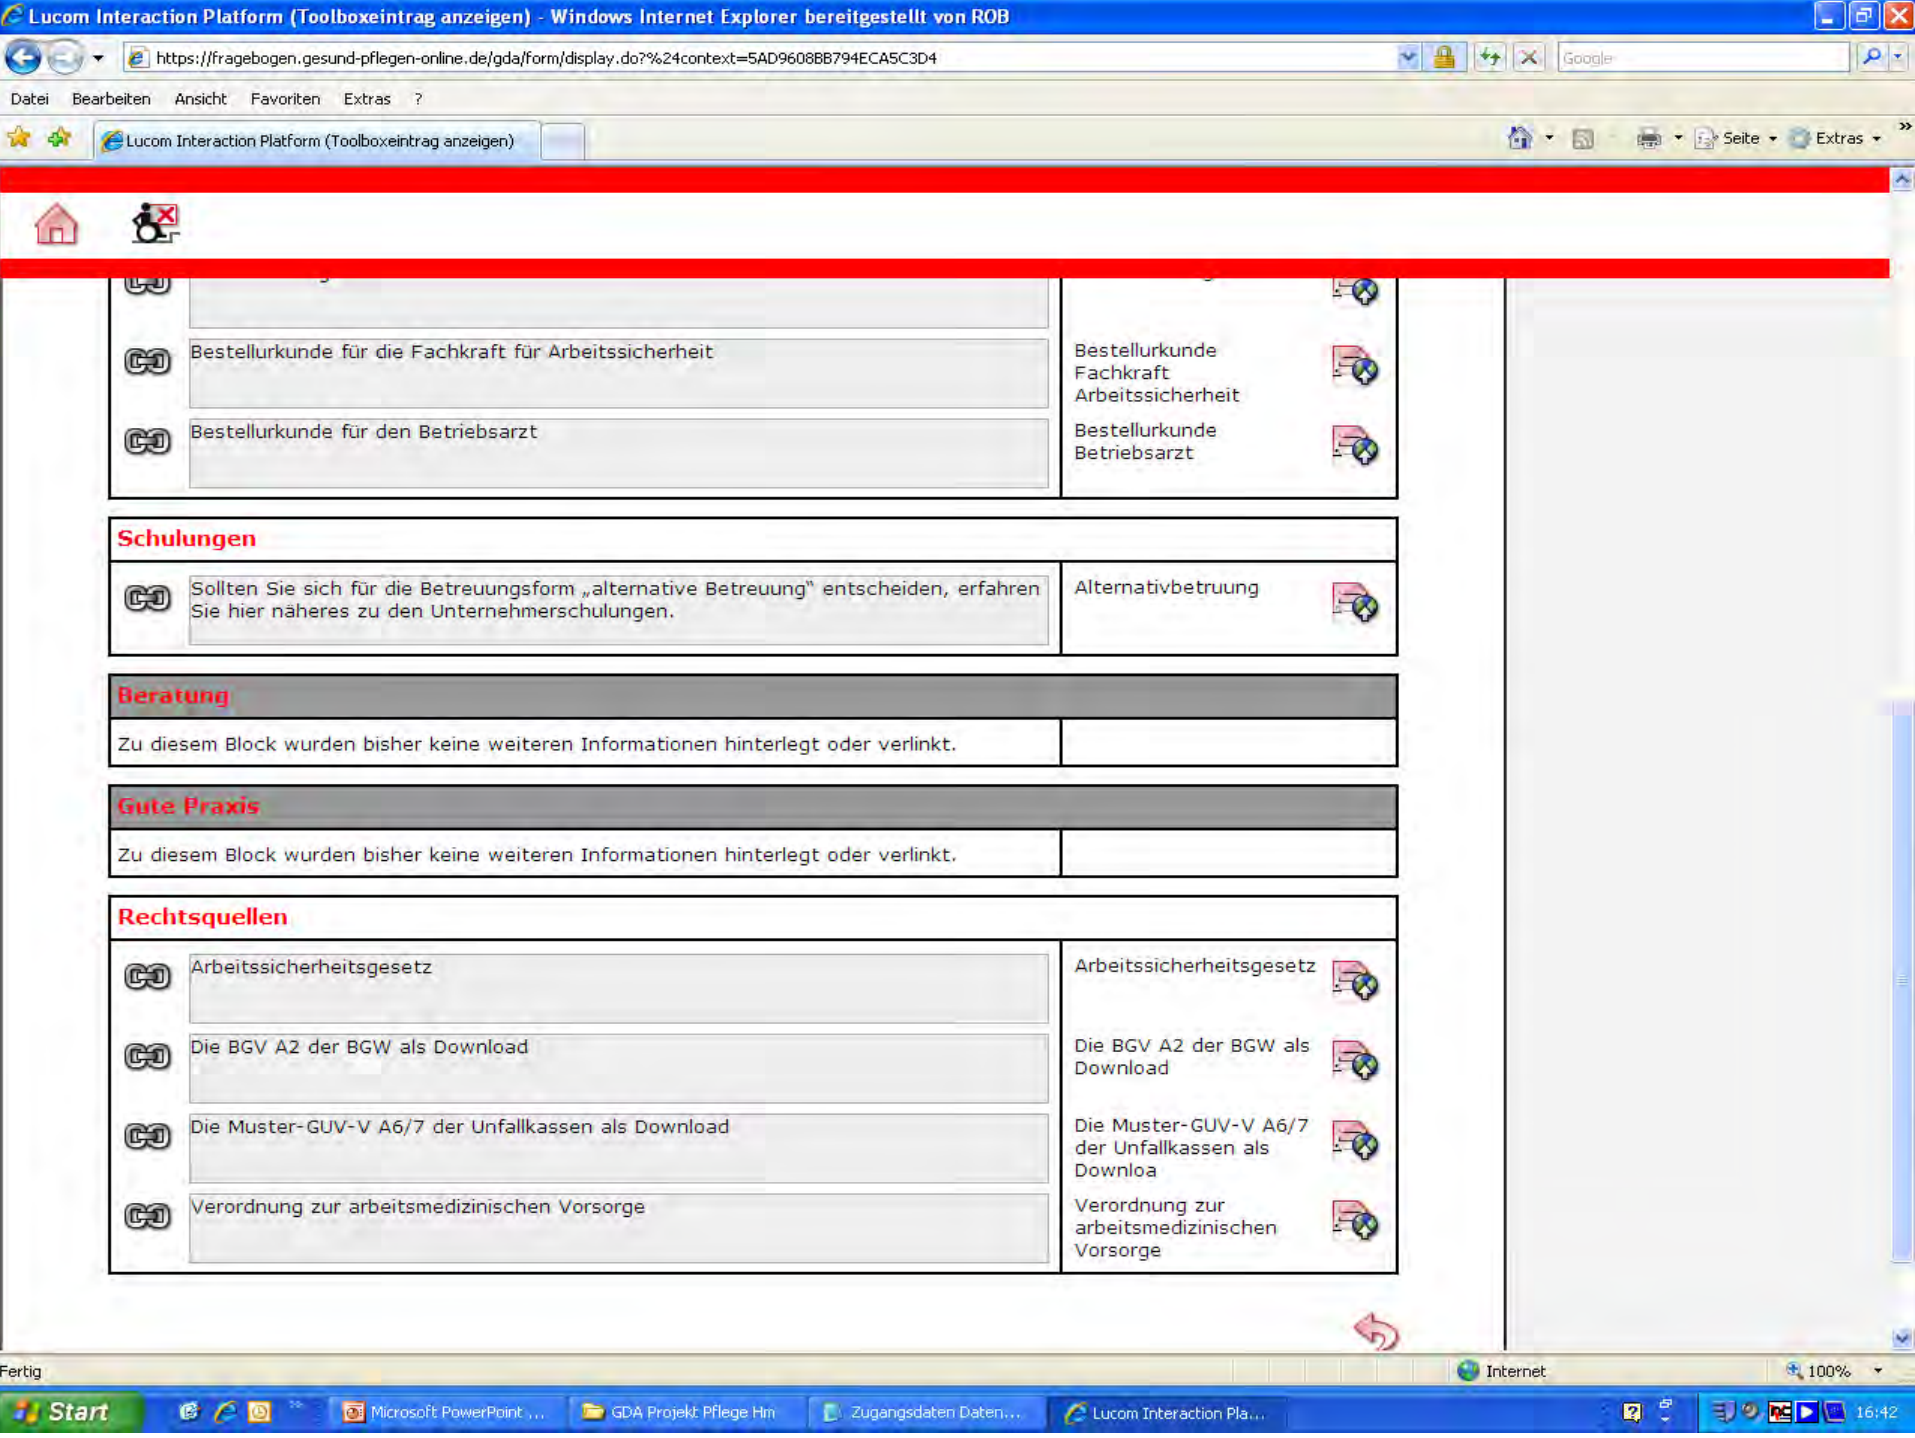 Lucom Interaction Platform (Toolboxeintrag anzeigen) - Windows Internet Explorer bereitgestellt von ROB
https://fragebogen.gesund-pflegen-online.de/gda/form/display.do?%24context=5AD9608BB794ECA5C3D4
Google
Datei Bearbeiten Ansicht Favoriten Extras ?
Lucom Interaction Platform (Toolboxeintrag anzeigen)
Seite Extras »
Bestellurkunde für die Fachkraft für Arbeitssicherheit
Bestellurkunde
Fachkraft
Arbeitssicherheit
Bestellurkunde für den Betriebsarzt
Bestellurkunde
Betriebsarzt
Schulungen
Sollten Sie sich für die Betreuungsform „alternative Betreuung“ entscheiden, erfahren
Sie hier näheres zu den Unternehmerschulungen.
Alternativbetruung
Beratung
Zu diesem Block wurden bisher keine weiteren Informationen hinterlegt oder verlinkt.
Gute Praxis
Zu diesem Block wurden bisher keine weiteren Informationen hinterlegt oder verlinkt.
Rechtsquellen
Arbeitssicherheitsgesetz
Arbeitssicherheitsgesetz
Die BGV A2 der BGW als Download
Die BGV A2 der BGW als
Download
Die Muster-GUV-V A6/7 der Unfallkassen als Download
Die Muster-GUV-V A6/7
der Unfallkassen als
Downloa
Verordnung zur arbeitsmedizinischen Vorsorge
Verordnung zur
arbeitsmedizinischen
Vorsorge
Fertig
Internet
100%
Start
Microsoft PowerPoint ...
GDA Projekt Pflege Hm
Zugangsdaten Daten...
Lucom Interaction Pla...
16:42